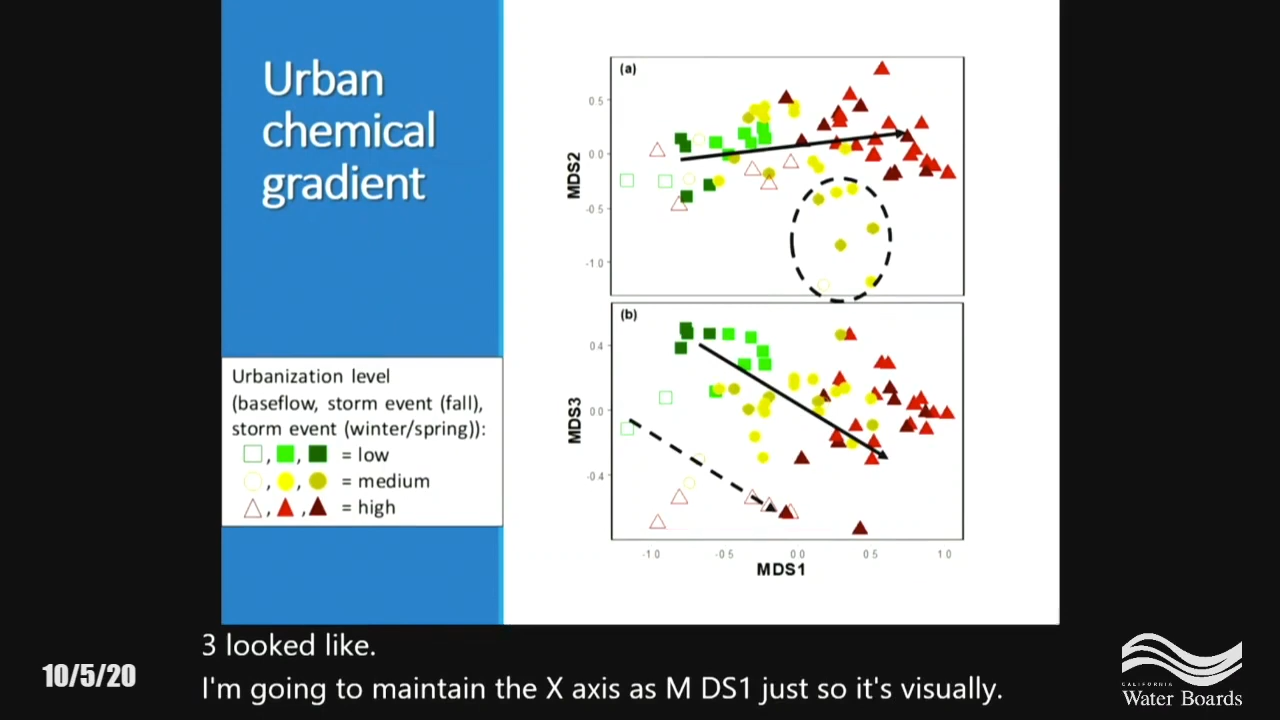 Urban
chemical
gradient
Urbanization level
(baseflow, storm event (fall),
storm event (winter/spring)):
, , = low
, , = medium
, , = high
(a)
0 5
0 0
-0 5
-1 0
MDS2
(b)
0 4
0 0
-0 4
MDS3
-1 0 -0 5 0 0 0 5 1 0
MDS1
3 looked like.
I'm going to maintain the X axis as M DS1 just so it's visually.
10/5/20
CALIFORNIA
Water Boards